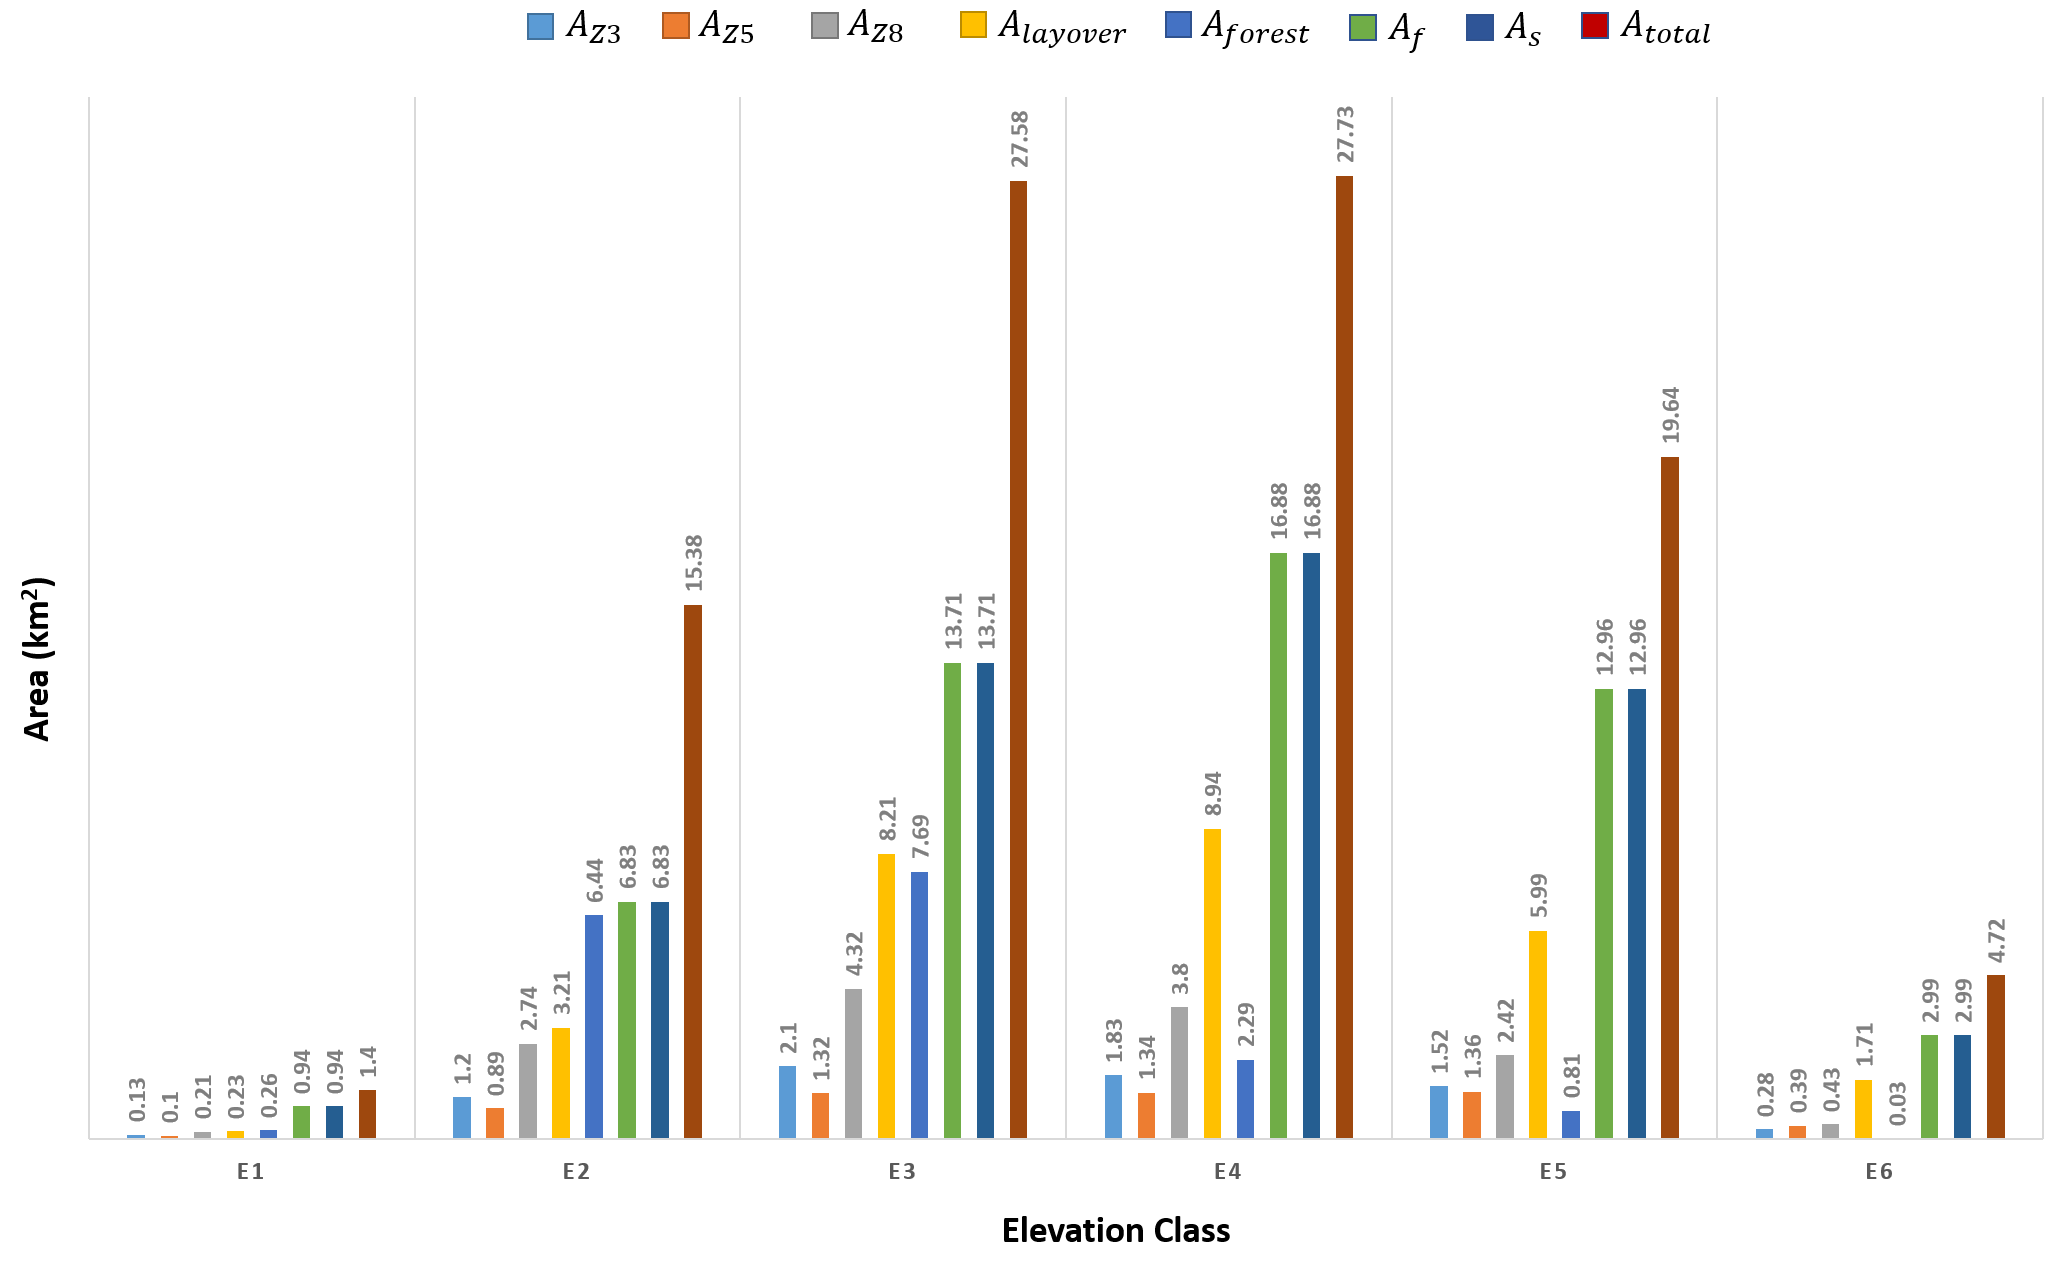 A_Z3 A_Z5 A_Z8 A_layover A_forest A_f A_s A_total
Area (km²)
0.13 0.1 0.21 0.23 0.26 0.94 0.94 1.4
1.2 0.89 2.74 3.21 6.44 6.83 6.83 15.38
2.1 1.32 4.32 8.21 7.69 13.71 13.71 27.58
1.83 1.34 3.8 8.94 2.29 16.88 16.88 27.73
1.52 1.36 2.42 5.99 0.81 12.96 12.96 19.64
0.28 0.39 0.43 1.71 0.03 2.99 2.99 4.72
E1 E2 E3 E4 E5 E6
Elevation Class